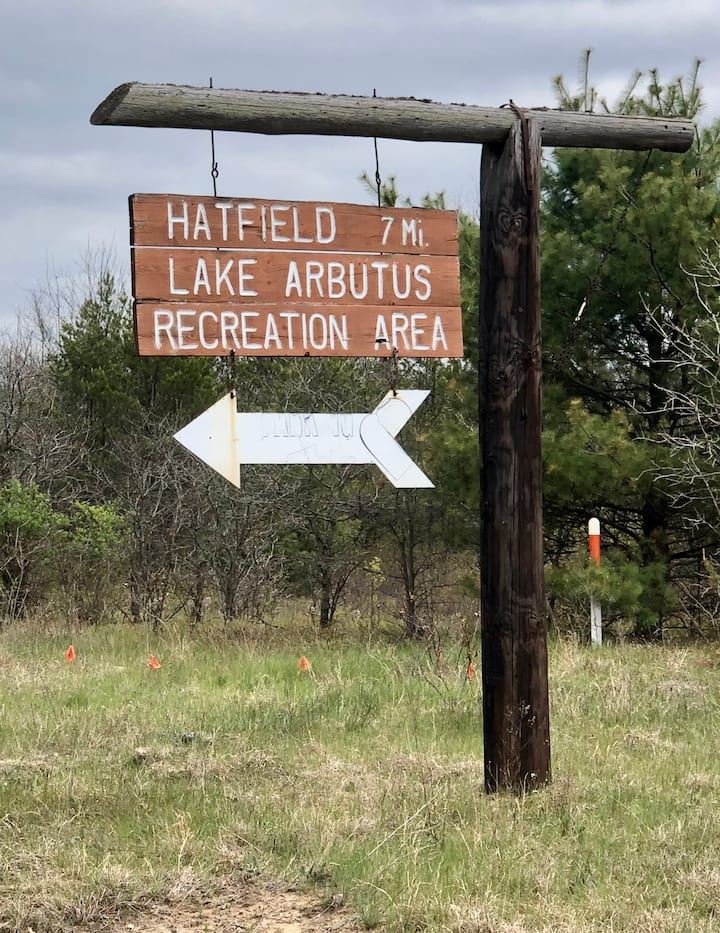 HATFIELD 7 Mi.
LAKE ARBUTUS
RECREATION AREA